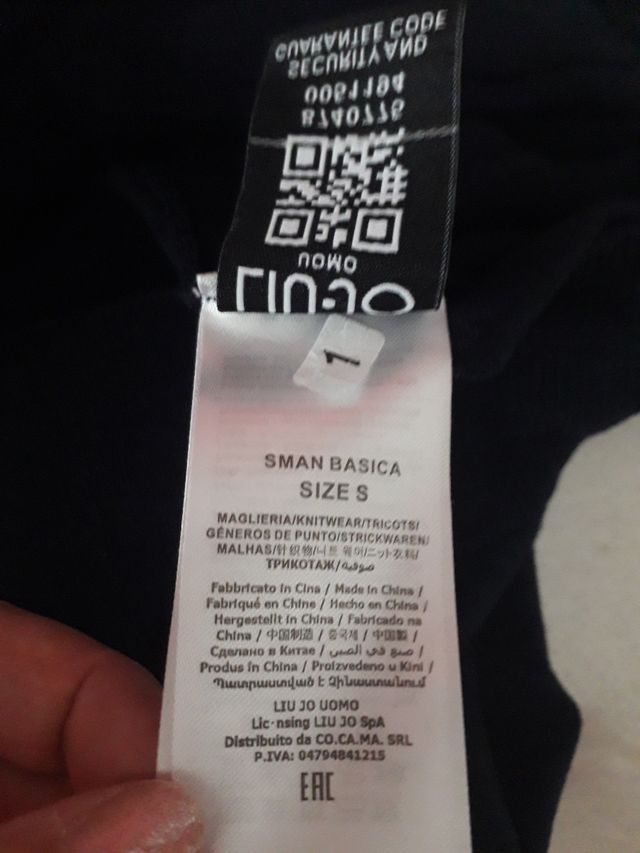 LIU·JO
UOMO
SECURITY AND
GUARANTEE CODE
1
SMAN BASICA
SIZE S
MAGLIERIA/KNITWEAR/TRICOTS/
GÉNEROS DE PUNTO/STRICKWAREN/
MALHAS/针织物/니트 웨어/ニット衣料/
ТРИКОТАЖ/صوفية
Fabbricato in Cina / Made in China /
Fabriqué en Chine / Hecho en China /
Hergestellt in China / Fabricado na
China / 中国制造 / 중국제 / 中国製 /
Сделано в Китае / صنع في الصين /
Produs în China / Proizvedeno u Kini /
Պատրաստված է Չինաստանում
LIU JO UOMO
Lic·nsing LIU JO SpA
Distribuito da CO.CA.MA. SRL
P.IVA: 04794841215
EAC